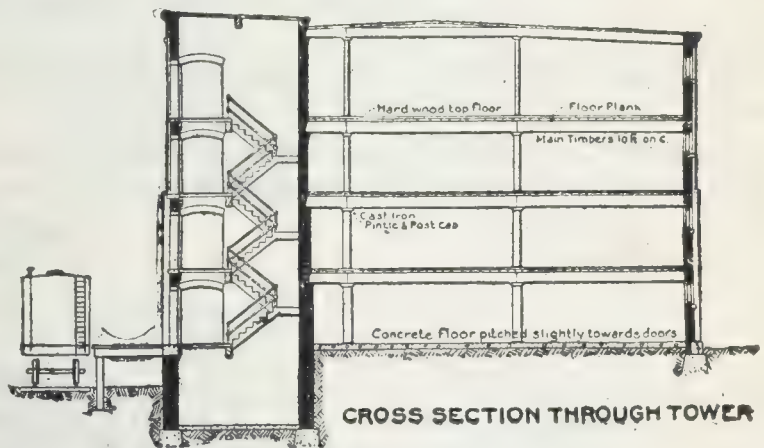 Hard wood top floor
Floor Plank
Main Timbers 10 ft. on c.
Cast Iron
Pintle & Post Cap
Concrete floor pitched slightly towards doors
CROSS SECTION THROUGH TOWER